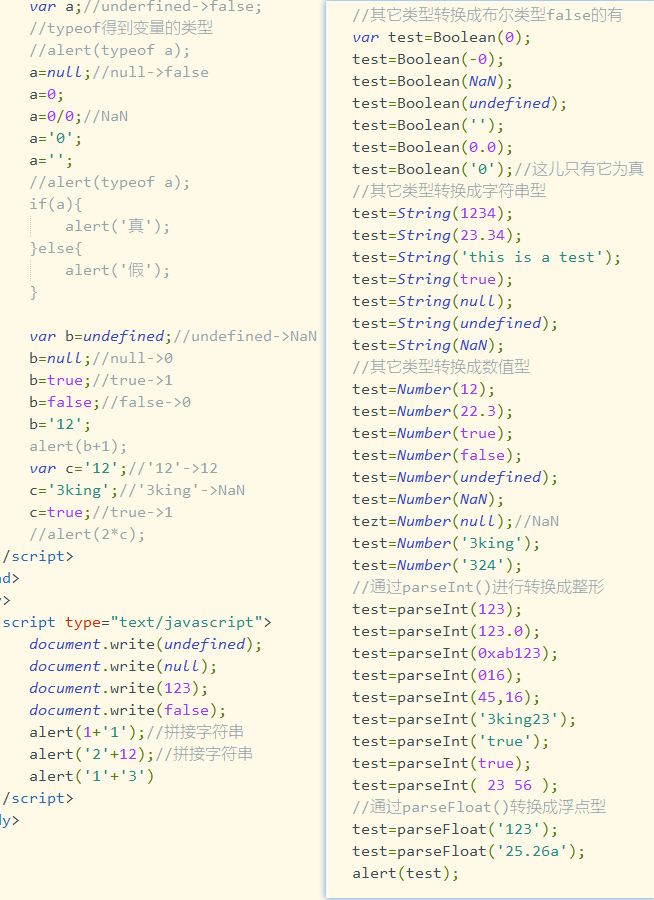 var a;//underfined->false;
//typeof得到变量的类型
//alert(typeof a);
a=null;//null->false
a=0;
a=0/0;//NaN
a='0';
a='';
//alert(typeof a);
if(a){
alert('真');
}else{
alert('假');
}
var b=undefined;//undefined->NaN
b=null;//null->0
b=true;//true->1
b=false;//false->0
b='12';
alert(b+1);
var c='12';//'12'->12
c='3king';//'3king'->NaN
c=true;//true->1
//alert(2*c);
/script>
ad>
y>
script type="text/javascript">
document.write(undefined);
document.write(null);
document.write(123);
document.write(false);
alert(1+'1');//拼接字符串
alert('2'+12);//拼接字符串
alert('1'+'3')
/script>
dy>
//其它类型转换成布尔类型false的有
var test=Boolean(0);
test=Boolean(-0);
test=Boolean(NaN);
test=Boolean(undefined);
test=Boolean('');
test=Boolean(0.0);
test=Boolean('0');//这儿只有它为真
//其它类型转换成字符串型
test=String(1234);
test=String(23.34);
test=String('this is a test');
test=String(true);
test=String(null);
test=String(undefined);
test=String(NaN);
//其它类型转换成数值型
test=Number(12);
test=Number(22.3);
test=Number(true);
test=Number(false);
test=Number(undefined);
test=Number(NaN);
tezt=Number(null);//NaN
test=Number('3king');
test=Number('324');
//通过parseInt()进行转换成整形
test=parseInt(123);
test=parseInt(123.0);
test=parseInt(0xab123);
test=parseInt(016);
test=parseInt(45,16);
test=parseInt('3king23');
test=parseInt('true');
test=parseInt(true);
test=parseInt( 23 56 );
//通过parseFloat()转换成浮点型
test=parseFloat('123');
test=parseFloat('25.26a');
alert(test);